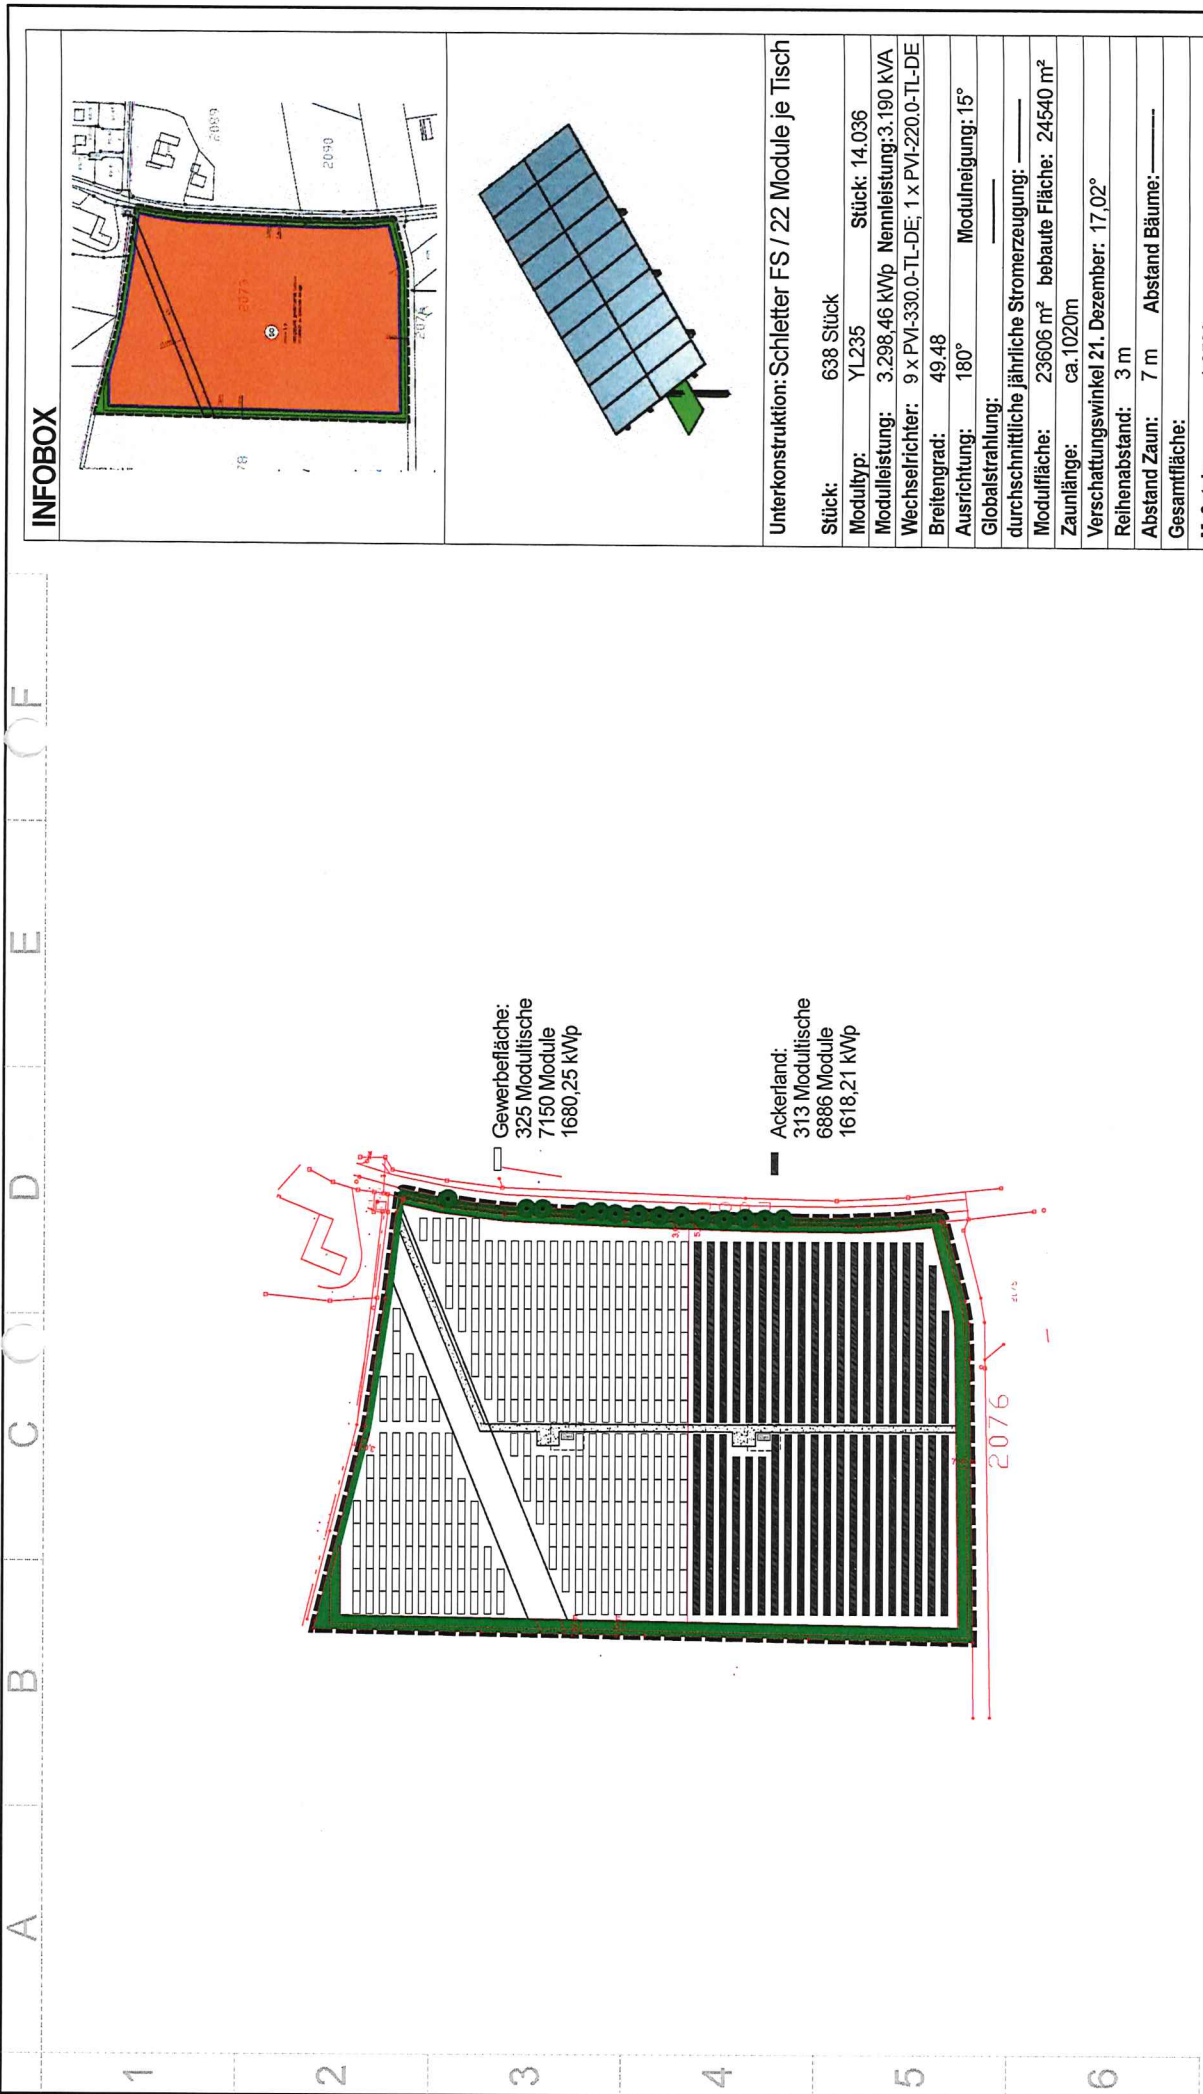 INFOBOX
2089
2090
2079
SO
78
2078
Unterkonstruktion: Schletter FS / 22 Module je Tisch
Stück: 638 Stück
Modultyp: YL235 Stück: 14.036
Modulleistung: 3.298,46 kWp Nennleistung:3.190 kVA
Wechselrichter: 9 x PVI-330.0-TL-DE; 1 x PVI-220.0-TL-DE
Breitengrad: 49,48
Ausrichtung: 180° Modulneigung: 15°
Globalstrahlung:
durchschnittliche jährliche Stromerzeugung:
Modulfläche: 23606 m² bebaute Fläche: 24540 m²
Zaunlänge: ca.1020m
Verschattungswinkel 21. Dezember: 17,02°
Reihenabstand: 3 m
Abstand Zaun: 7 m Abstand Bäume:
Gesamtfläche:
A B C D E F
1
2
3
4
5
6
Gewerbefläche:
325 Modultische
7150 Module
1680,25 kWp
Ackerland:
313 Modultische
6886 Module
1618,21 kWp
2076